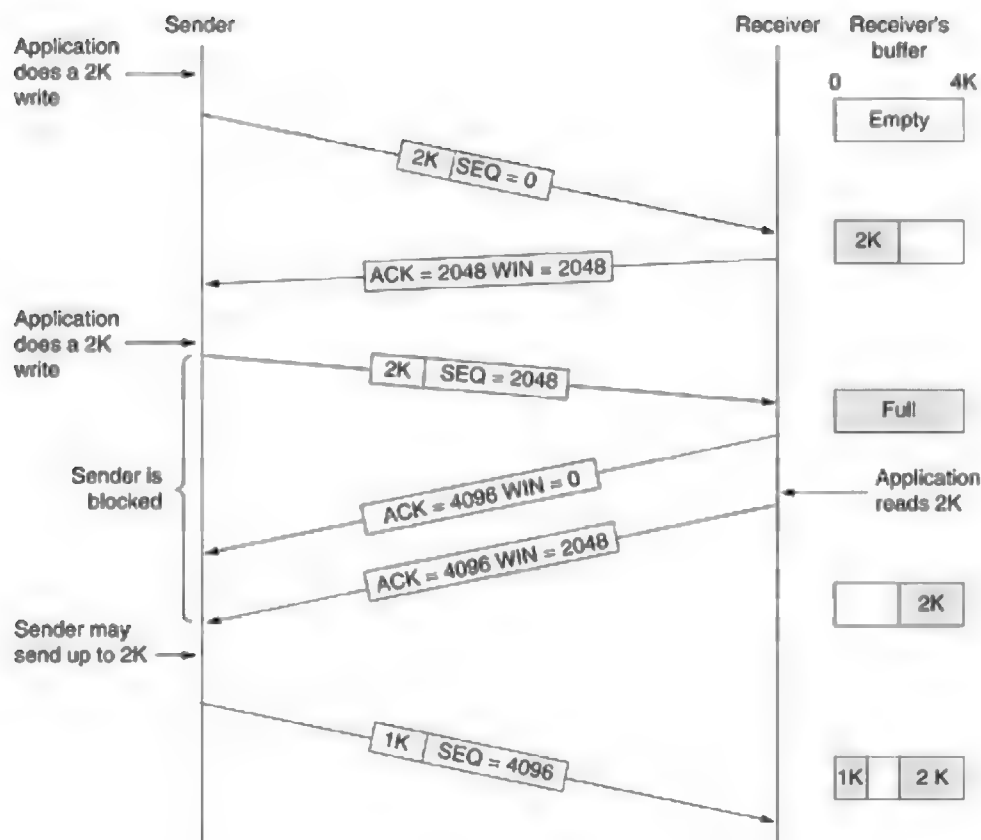 Sender
Receiver
Receiver's
buffer
Application
does a 2K
write
0 4K
Empty
2K SEQ = 0
2K
ACK = 2048 WIN = 2048
Application
does a 2K
write
2K SEQ = 2048
Full
Sender is
blocked
ACK = 4096 WIN = 0
Application
reads 2K
ACK = 4096 WIN = 2048
2K
Sender may
send up to 2K
1K SEQ = 4096
1K 2 K